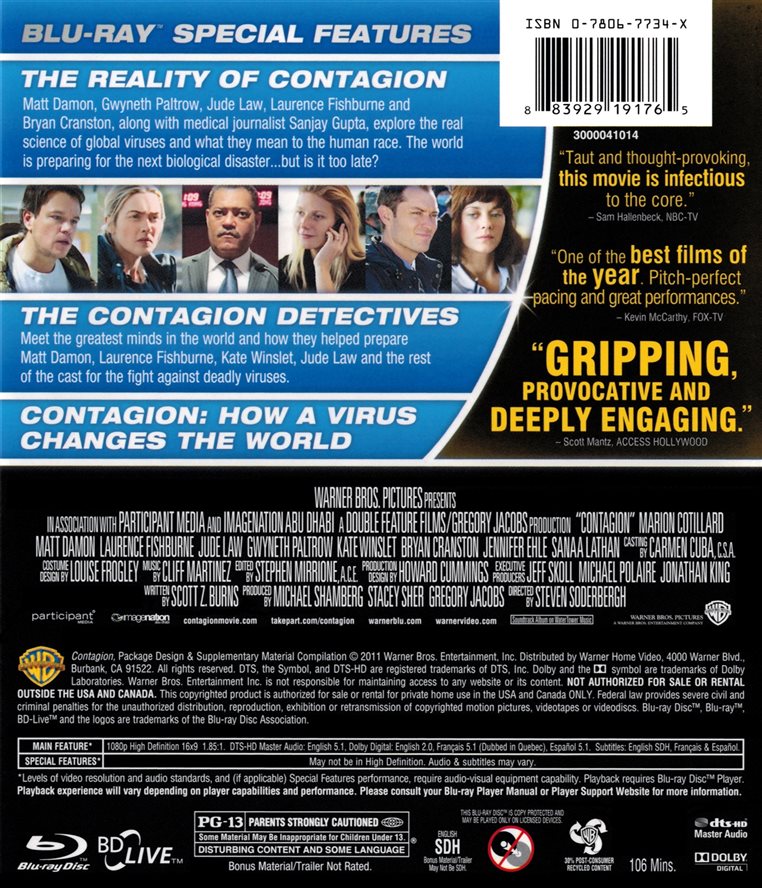 BLU-RAY™ SPECIAL FEATURES
THE REALITY OF CONTAGION
Matt Damon, Gwyneth Paltrow, Jude Law, Laurence Fishburne and
Bryan Cranston, along with medical journalist Sanjay Gupta, explore the real
science of global viruses and what they mean to the human race. The world
is preparing for the next biological disaster...but is it too late?
THE CONTAGION DETECTIVES
Meet the greatest minds in the world and how they helped prepare
Matt Damon, Laurence Fishburne, Kate Winslet, Jude Law and the rest
of the cast for the fight against deadly viruses.
CONTAGION: HOW A VIRUS
CHANGES THE WORLD
ISBN 0-7806-7734-X
8 83929 19176 5
3000041014
“Taut and thought-provoking,
this movie is infectious
to the core.”
– Sam Hallenbeck, NBC-TV
“One of the best films of
the year. Pitch-perfect
pacing and great performances.”
– Kevin McCarthy, FOX-TV
“GRIPPING,
PROVOCATIVE AND
DEEPLY ENGAGING.”
– Scott Mantz, ACCESS HOLLYWOOD
WARNER BROS. PICTURES PRESENTS
IN ASSOCIATION WITH PARTICIPANT MEDIA AND IMAGENATION ABU DHABI A DOUBLE FEATURE FILMS/GREGORY JACOBS PRODUCTION “CONTAGION” MARION COTILLARD
MATT DAMON LAURENCE FISHBURNE JUDE LAW GWYNETH PALTROW KATE WINSLET BRYAN CRANSTON JENNIFER EHLE SANAA LATHAN CASTING BY CARMEN CUBA, C.S.A.
COSTUME DESIGN BY LOUISE FROGLEY MUSIC BY CLIFF MARTINEZ EDITED BY STEPHEN MIRRIONE, A.C.E. PRODUCTION DESIGN BY HOWARD CUMMINGS EXECUTIVE PRODUCERS JEFF SKOLL MICHAEL POLAIRE JONATHAN KING
WRITTEN BY SCOTT Z. BURNS PRODUCED BY MICHAEL SHAMBERG STACEY SHER GREGORY JACOBS DIRECTED BY STEVEN SODERBERGH
participant MEDIA imagenation contagionmovie.com takepart.com/contagion warnerblu.com warnervideo.com Soundtrack Album on WaterTower Music WARNER BROS. PICTURES
A WARNER BROS. ENTERTAINMENT COMPANY
Contagion, Package Design & Supplementary Material Compilation © 2011 Warner Bros. Entertainment, Inc. Distributed by Warner Home Video, 4000 Warner Blvd.,
Burbank, CA 91522. All rights reserved. DTS, the Symbol, and DTS-HD are registered trademarks of DTS, Inc. Dolby and the DD symbol are trademarks of Dolby
Laboratories. Warner Bros. Entertainment Inc. is not responsible for maintaining access to any website or its content. NOT AUTHORIZED FOR SALE OR RENTAL
OUTSIDE THE USA AND CANADA. This copyrighted product is authorized for sale or rental for private home use in the USA and Canada ONLY. Federal law provides severe civil and
criminal penalties for the unauthorized distribution, reproduction, exhibition or retransmission of copyrighted motion pictures, videotapes or videodiscs. Blu-ray Disc™, Blu-ray™,
BD-Live™ and the logos are trademarks of the Blu-ray Disc Association.
MAIN FEATURE* 1080p High Definition 16x9 1.85:1. DTS-HD Master Audio: English 5.1, Dolby Digital: English 2.0, Français 5.1 (Dubbed in Quebec), Español 5.1. Subtitles: English SDH, Français & Español.
SPECIAL FEATURES* May not be in High Definition. Audio & subtitles may vary.
*Levels of video resolution and audio standards, and (if applicable) Special Features performance, require audio-visual equipment capability. Playback requires Blu-ray Disc™ Player.
Playback experience will vary depending on player capabilities and performance. Please consult your Blu-ray Player Manual or Player Support Website for more information.
Blu-ray Disc
BD LIVE™
PG-13 PARENTS STRONGLY CAUTIONED
Some Material May Be Inappropriate for Children Under 13.
DISTURBING CONTENT AND SOME LANGUAGE
Bonus Material/Trailer Not Rated.
ENGLISH
SDH
Bonus Material/Trailer
May Not Be SDH.
THIS BLU-RAY DISC™ IS COPY PROTECTED AND
MAY BE PLAYED ONLY ON LICENSED DEVICES.
30% POST-CONSUMER
RECYCLED CONTENT
106 Mins.
dts-HD
Master Audio
DOLBY
DIGITAL